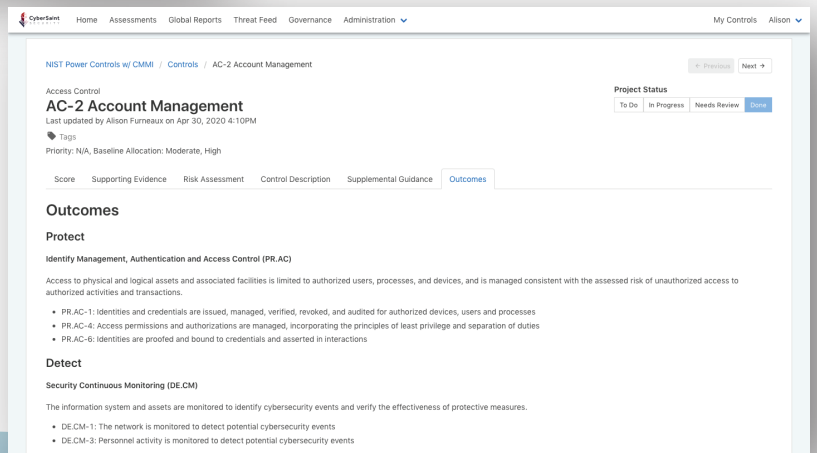 CyberSaint
SECURITY
Home Assessments Global Reports Threat Feed Governance Administration
My Controls Alison
NIST Power Controls w/ CMMI / Controls / AC-2 Account Management
← Previous Next →
Access Control
AC-2 Account Management
Last updated by Alison Furneaux on Apr 30, 2020 4:10PM
Tags
Priority: N/A, Baseline Allocation: Moderate, High
Project Status
To Do In Progress Needs Review Done
Score Supporting Evidence Risk Assessment Control Description Supplemental Guidance Outcomes
Outcomes
Protect
Identify Management, Authentication and Access Control (PR.AC)
Access to physical and logical assets and associated facilities is limited to authorized users, processes, and devices, and is managed consistent with the assessed risk of unauthorized access to
authorized activities and transactions.
• PR.AC-1: Identities and credentials are issued, managed, verified, revoked, and audited for authorized devices, users and processes
• PR.AC-4: Access permissions and authorizations are managed, incorporating the principles of least privilege and separation of duties
• PR.AC-6: Identities are proofed and bound to credentials and asserted in interactions
Detect
Security Continuous Monitoring (DE.CM)
The information system and assets are monitored to identify cybersecurity events and verify the effectiveness of protective measures.
• DE.CM-1: The network is monitored to detect potential cybersecurity events
• DE.CM-3: Personnel activity is monitored to detect potential cybersecurity events